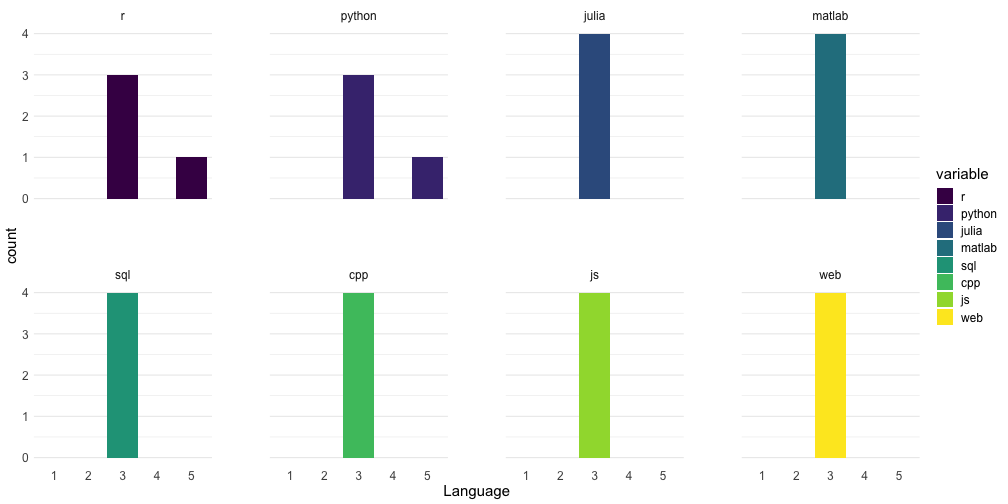 r python julia matlab
4
3
2
1
0
count
sql cpp js web
4
3
2
1
0
1 2 3 4 5 1 2 3 4 5 1 2 3 4 5 1 2 3 4 5
Language
variable
r
python
julia
matlab
sql
cpp
js
web